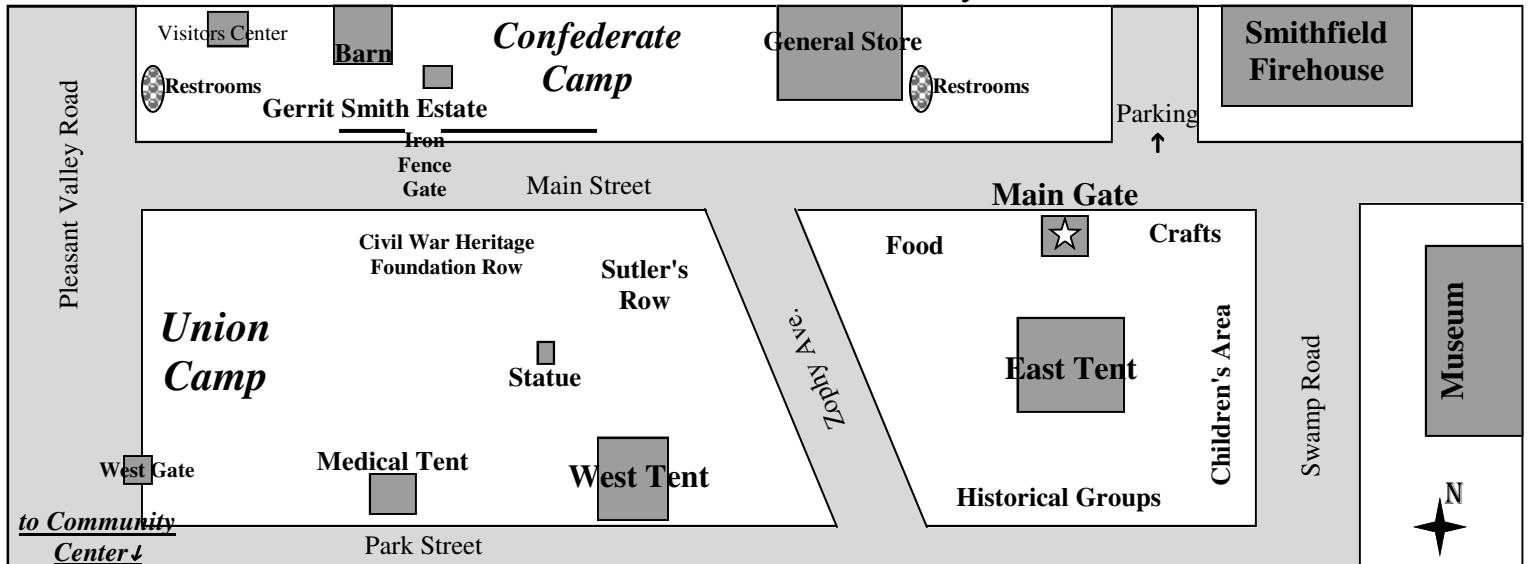 Visitors Center
Barn
Confederate
Camp
General Store
Smithfield
Firehouse
Restrooms
Restrooms
Gerrit Smith Estate
Parking
↑
Iron
Fence
Gate
Pleasant Valley Road
Main Street
Main Gate
Civil War Heritage
Foundation Row
Sutler's
Row
Food
Crafts
Union
Camp
Statue
Zophy Ave.
East Tent
Children's Area
Swamp Road
Museum
West Gate
Medical Tent
West Tent
Historical Groups
N
to Community
Center↓
Park Street